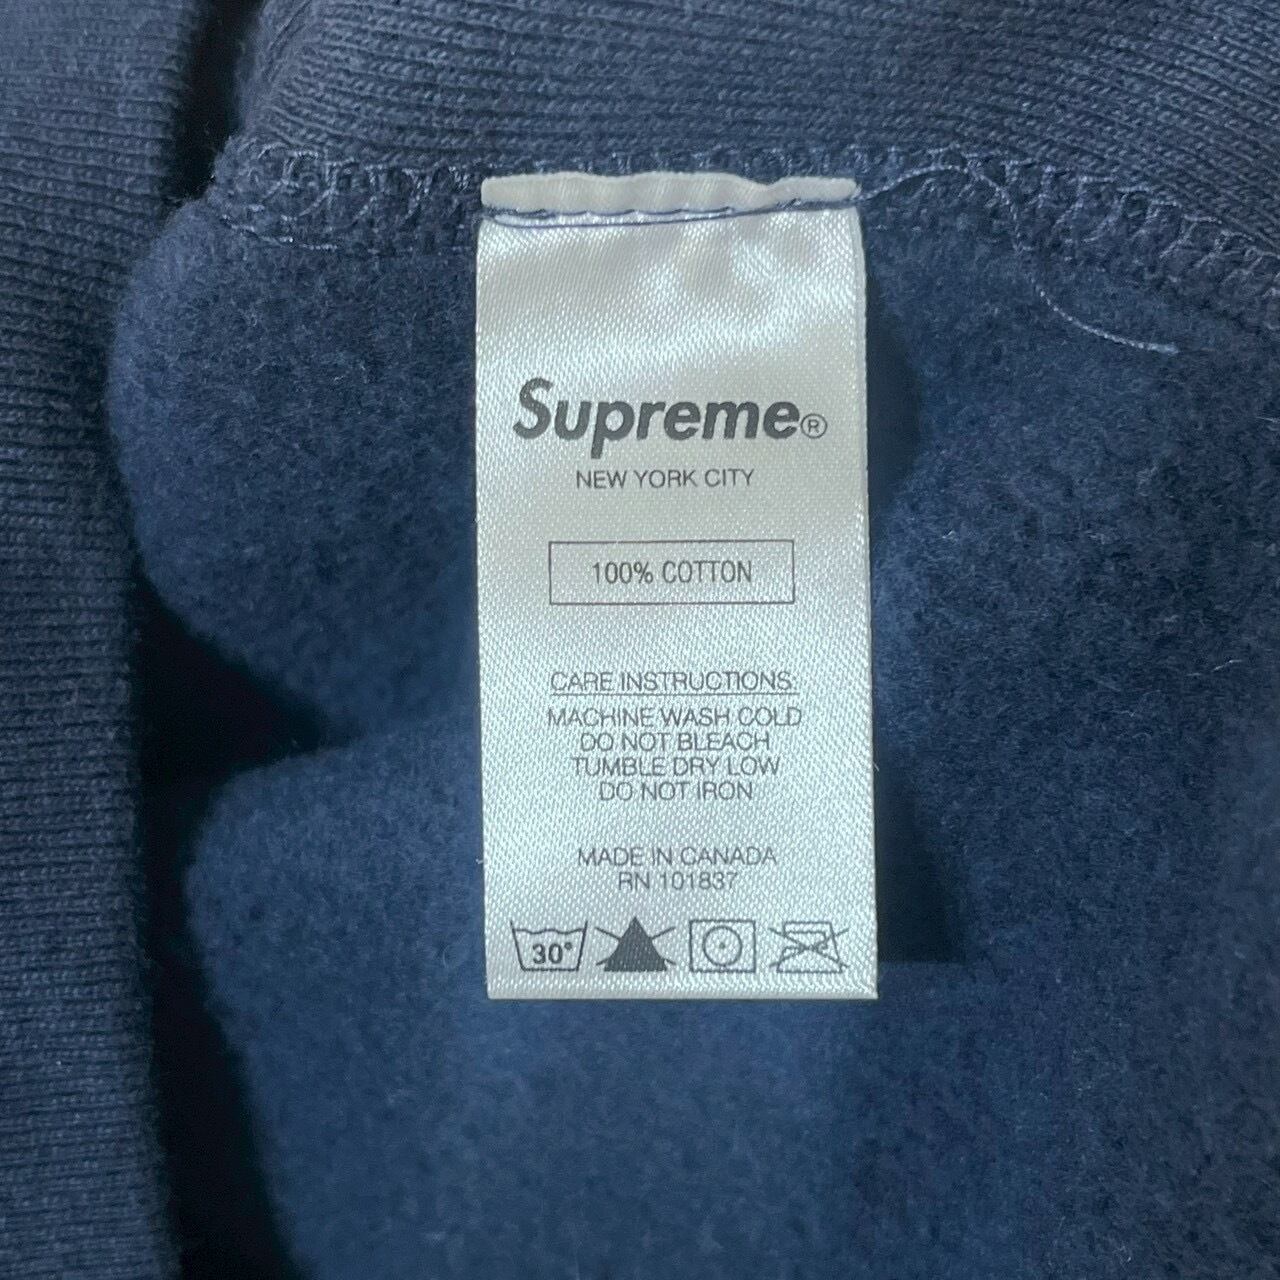 Supreme®
NEW YORK CITY
100% COTTON
CARE INSTRUCTIONS:
MACHINE WASH COLD
DO NOT BLEACH
TUMBLE DRY LOW
DO NOT IRON
MADE IN CANADA
RN 101837
30°